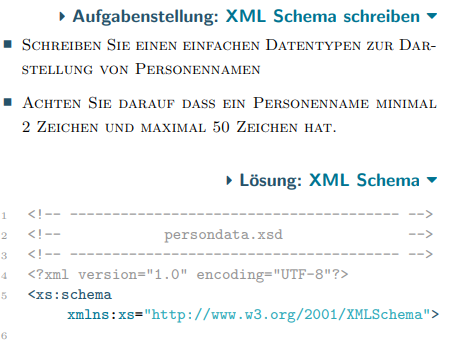 ▸ Aufgabenstellung: XML Schema schreiben ▾
■ Schreiben Sie einen einfachen Datentypen zur Dar-
stellung von Personennamen
■ Achten Sie darauf dass ein Personenname minimal
2 Zeichen und maximal 50 Zeichen hat.
▸ Lösung: XML Schema ▾
1 <!-- --------------------------------------- -->
2 <!-- persondata.xsd -->
3 <!-- --------------------------------------- -->
4 <?xml version="1.0" encoding="UTF-8"?>
5 <xs:schema
xmlns:xs="http://www.w3.org/2001/XMLSchema">
6